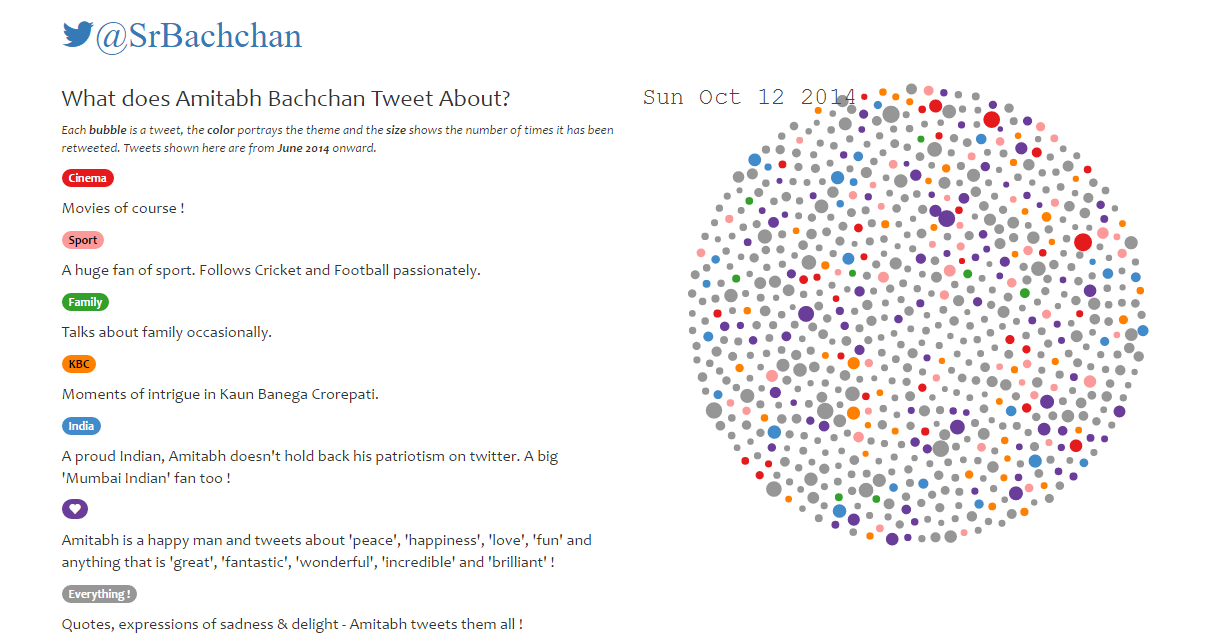 @SrBachchan
What does Amitabh Bachchan Tweet About?
Each bubble is a tweet, the color portrays the theme and the size shows the number of times it has been
retweeted. Tweets shown here are from June 2014 onward.
Cinema
Movies of course !
Sport
A huge fan of sport. Follows Cricket and Football passionately.
Family
Talks about family occasionally.
KBC
Moments of intrigue in Kaun Banega Crorepati.
India
A proud Indian, Amitabh doesn't hold back his patriotism on twitter. A big
'Mumbai Indian' fan too !
Amitabh is a happy man and tweets about 'peace', 'happiness', 'love', 'fun' and
anything that is 'great', 'fantastic', 'wonderful', 'incredible' and 'brilliant' !
Everything !
Quotes, expressions of sadness & delight - Amitabh tweets them all !
Sun Oct 12 2014